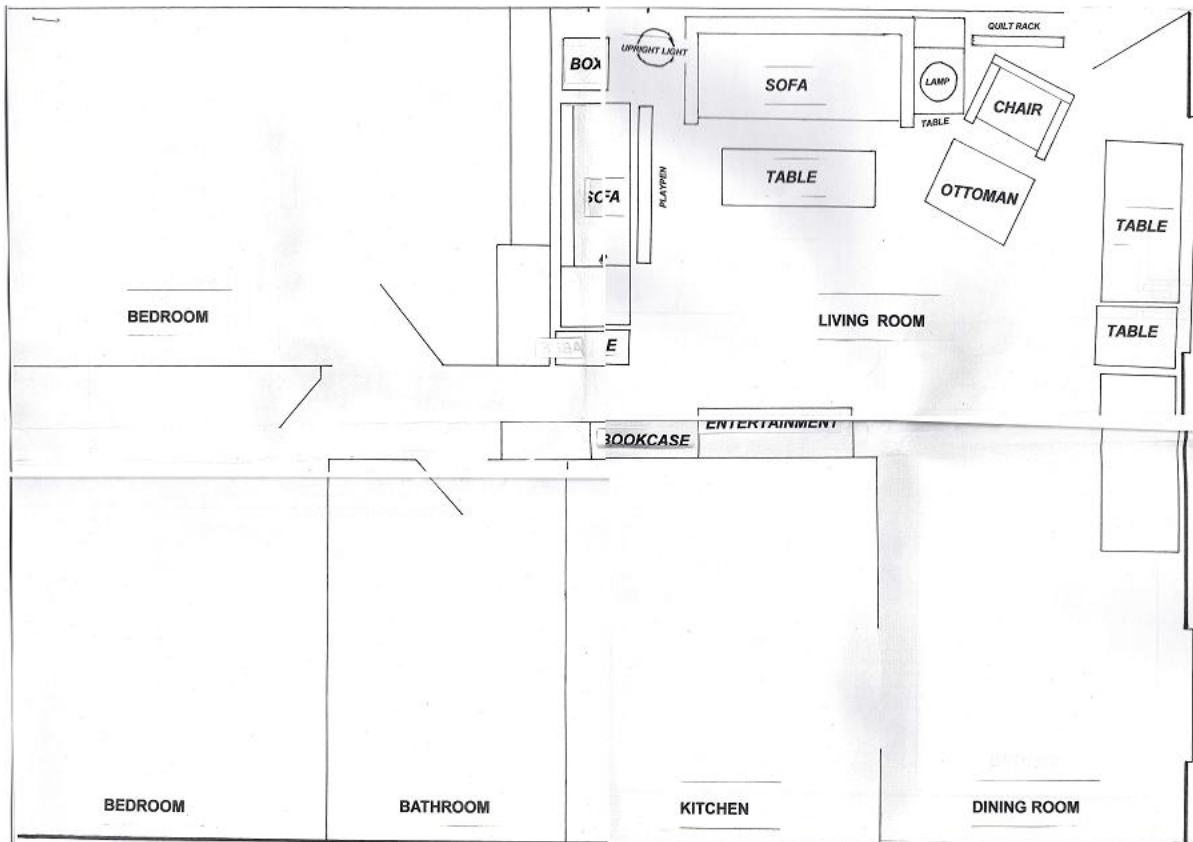 QUILT RACK
UPRIGHT LIGHT
BOX
SOFA
LAMP
CHAIR
TABLE
TABLE
OTTOMAN
SOFA
PLAYPEN
TABLE
BEDROOM
LIVING ROOM
TABLE
E
ENTERTAINMENT
BOOKCASE
BEDROOM
BATHROOM
KITCHEN
DINING ROOM